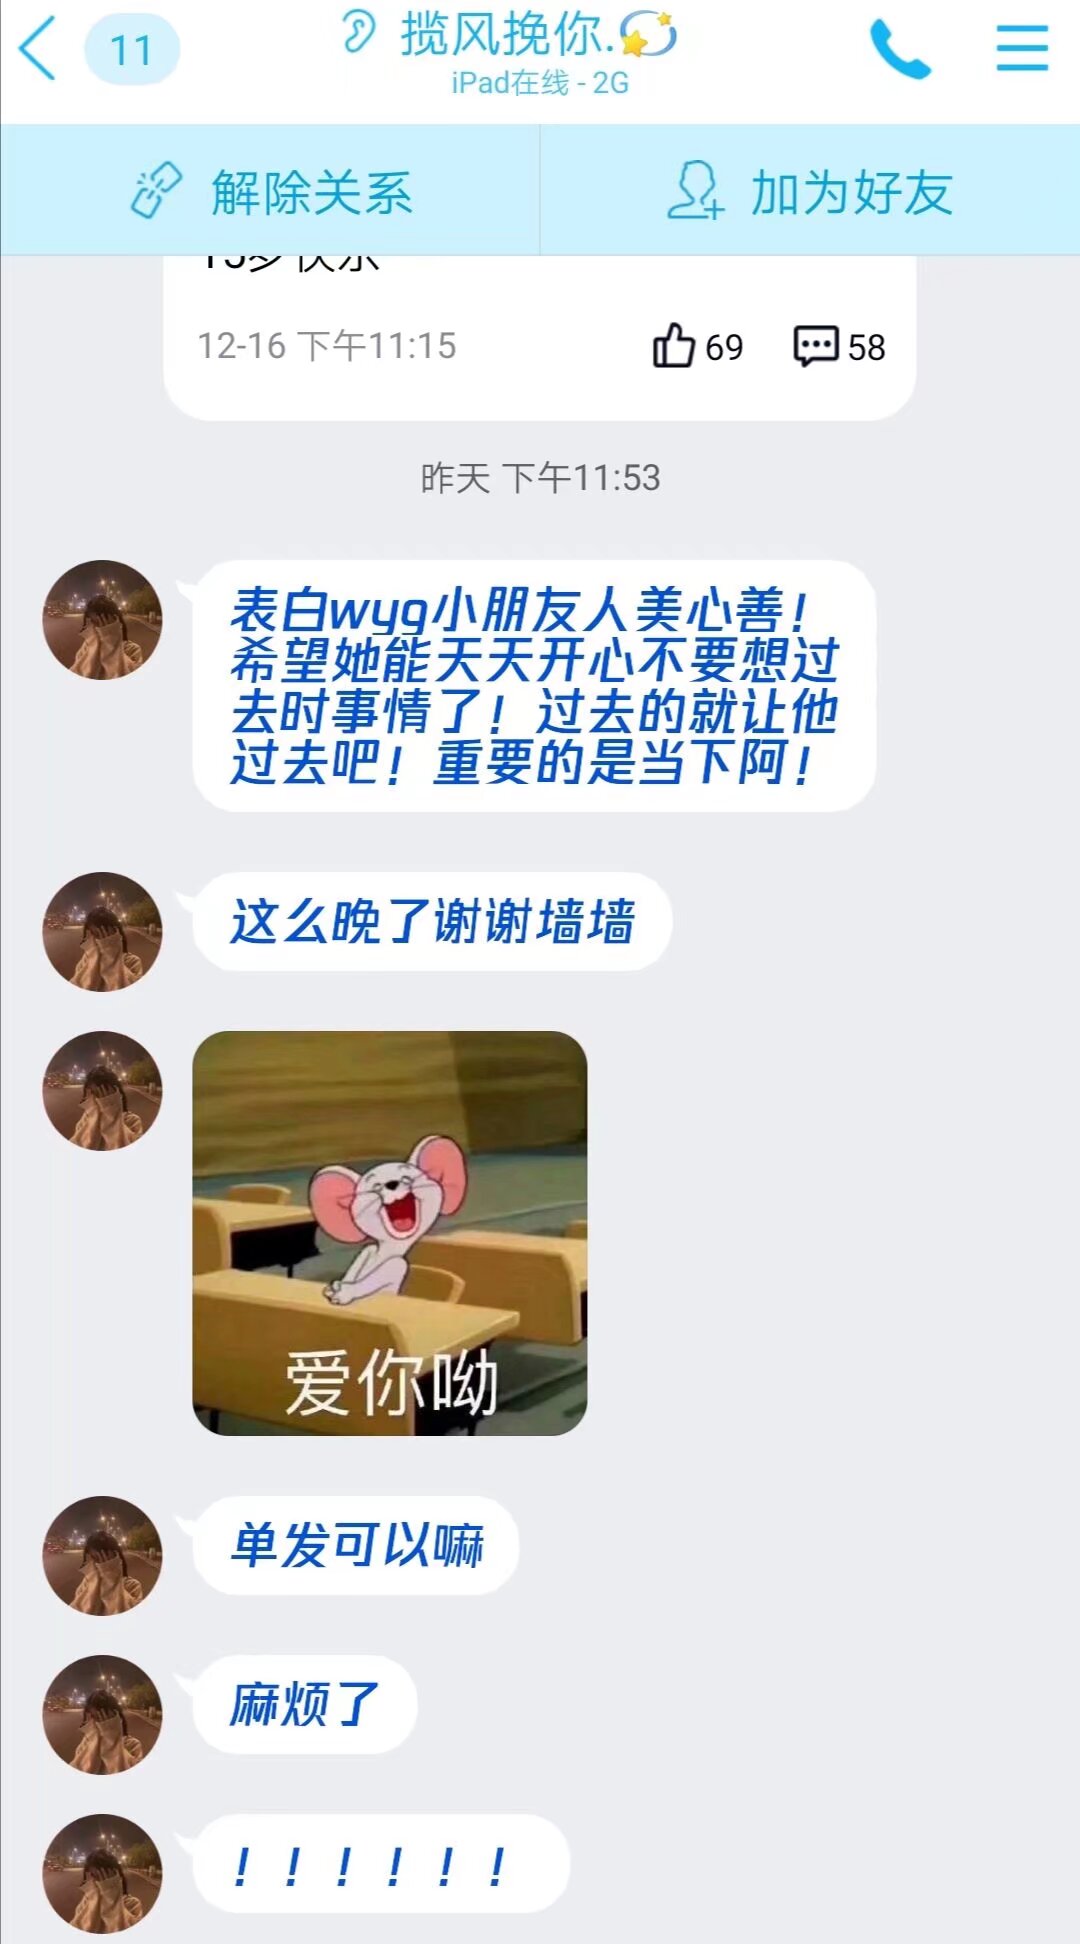 11
揽风挽你.
iPad在线 - 2G
解除关系
加为好友
15岁快乐
12-16 下午11:15
69
58
昨天 下午11:53
表白wyg小朋友人美心善！
希望她能天天开心不要想过
去时事情了！过去的就让他
过去吧！重要的是当下阿！
这么晚了谢谢墙墙
爱你呦
单发可以嘛
麻烦了
！！！！！！